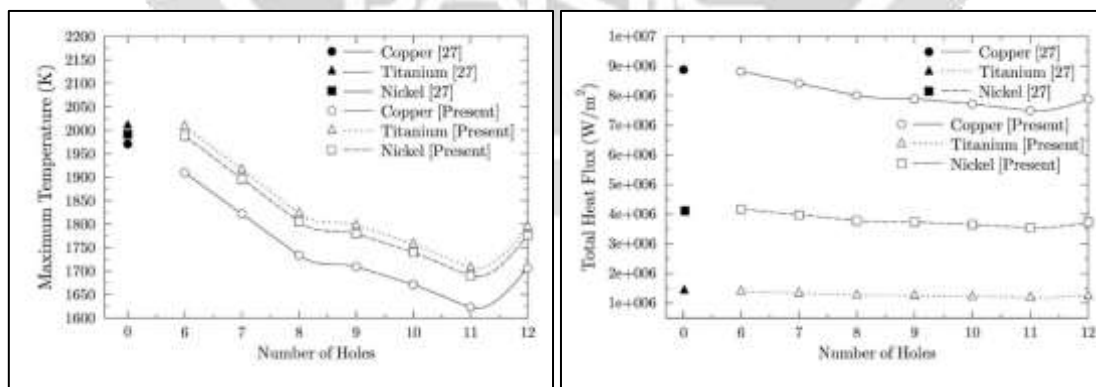 2200
2150
2100
2050
2000
1950
1900
1850
1800
1750
1700
1650
1600
Maximum Temperature (K)
Copper [27]
Titanium [27]
Nickel [27]
Copper [Present]
Titanium [Present]
Nickel [Present]
0 6 7 8 9 10 11 12
Number of Holes
1e+007
9e+006
8e+006
7e+006
6e+006
5e+006
4e+006
3e+006
2e+006
1e+006
Total Heat Flux (W/m²)
Copper [27]
Titanium [27]
Nickel [27]
Copper [Present]
Titanium [Present]
Nickel [Present]
0 6 7 8 9 10 11 12
Number of Holes